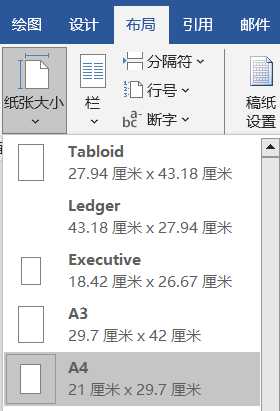 绘图 设计 布局 引用 邮件
纸张大小 栏 分隔符 行号 断字 稿纸
设置
Tabloid
27.94 厘米 x 43.18 厘米
Ledger
43.18 厘米 x 27.94 厘米
Executive
18.42 厘米 x 26.67 厘米
A3
29.7 厘米 x 42 厘米
A4
21 厘米 x 29.7 厘米